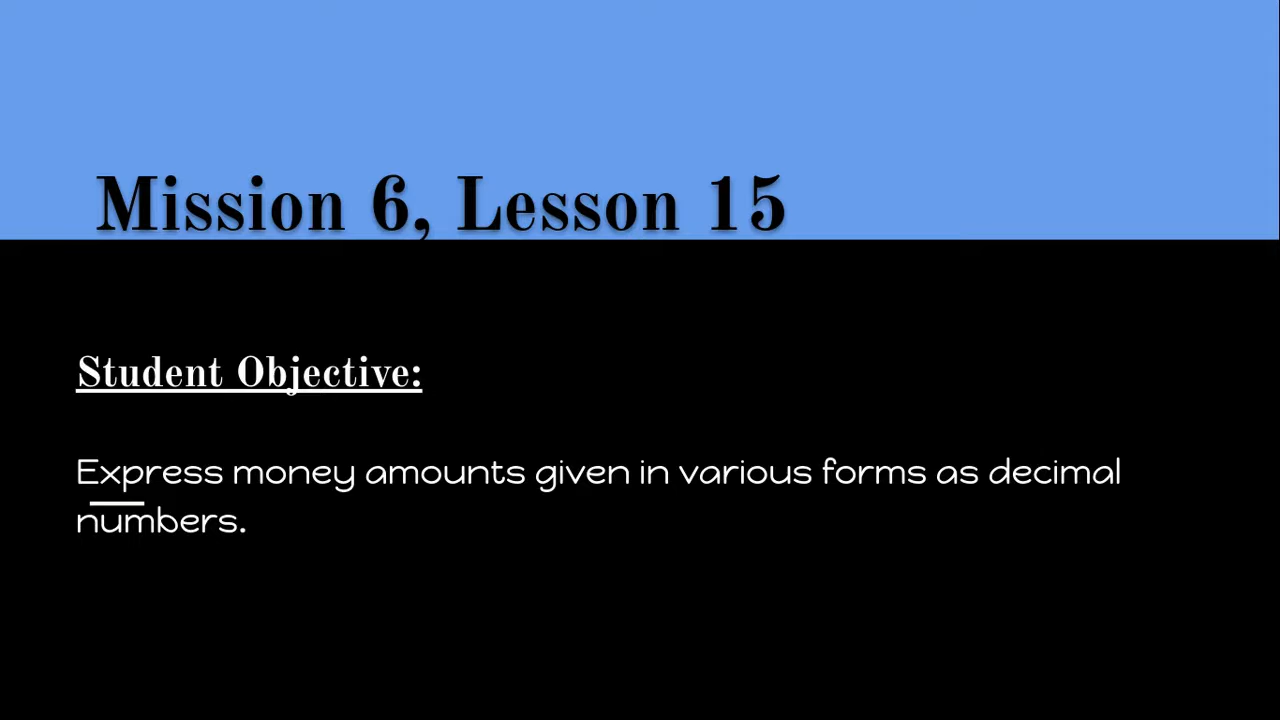 Mission 6, Lesson 15
Student Objective:
Express money amounts given in various forms as decimal
numbers.